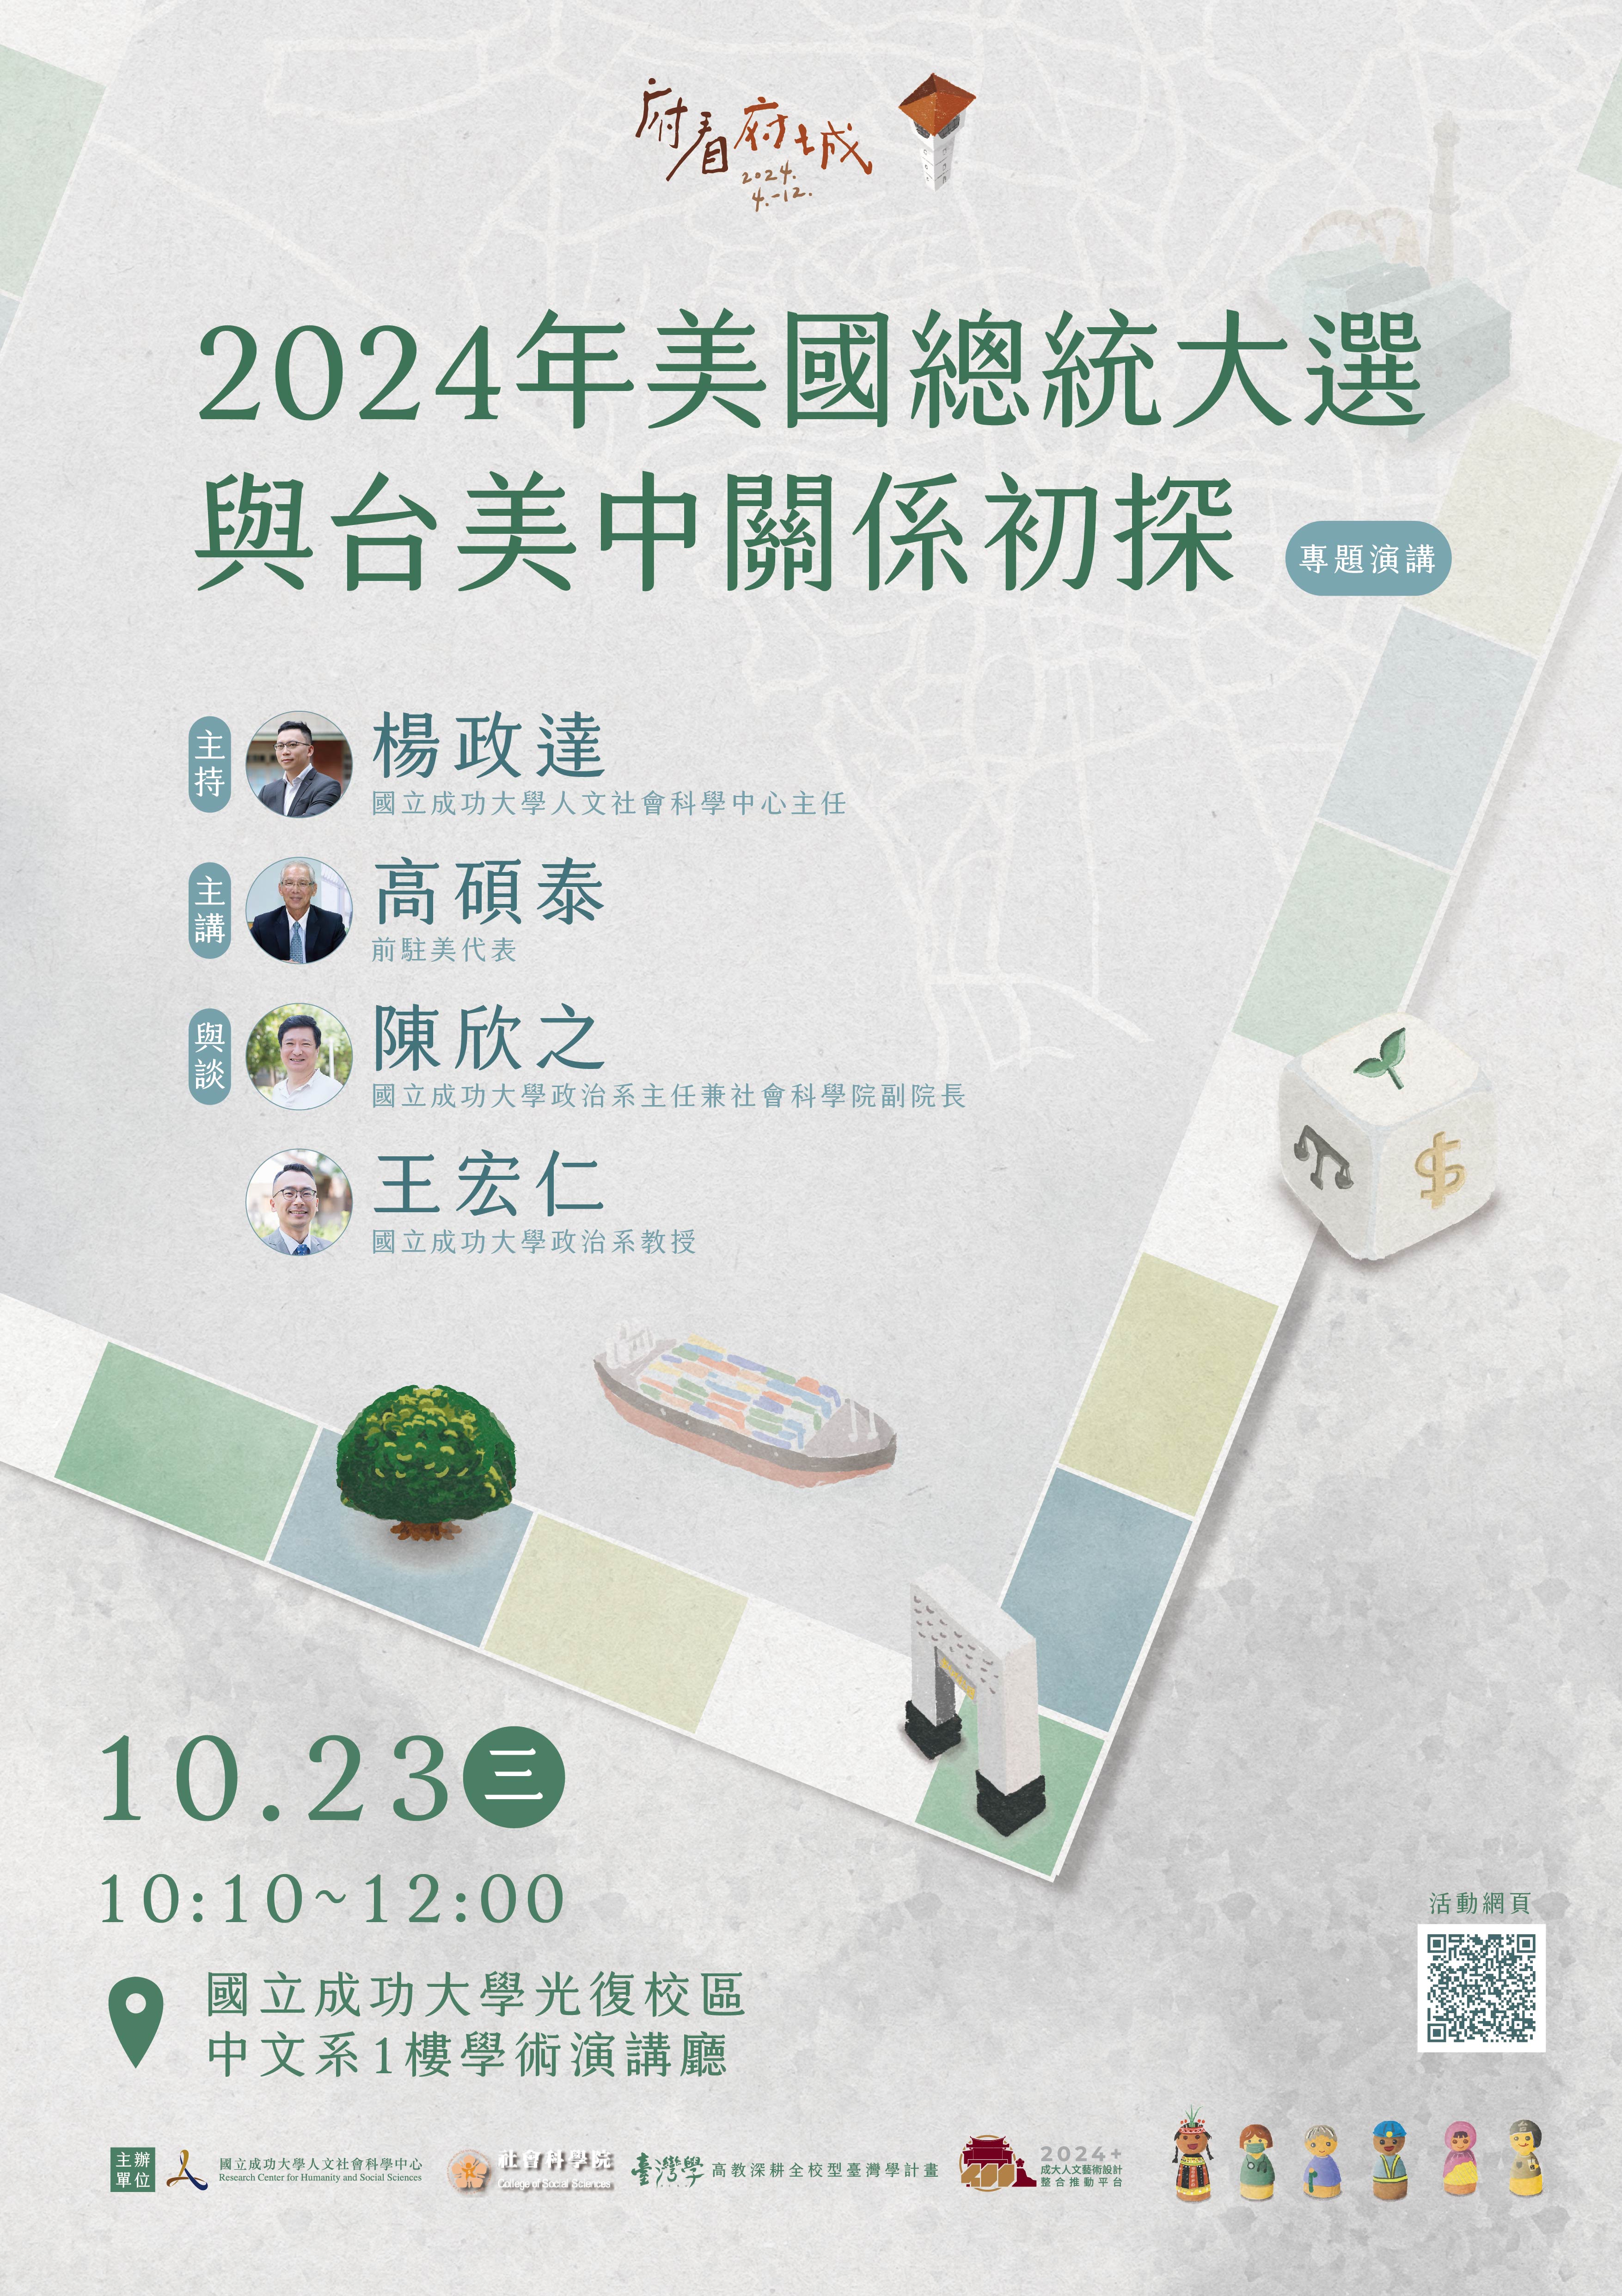 府看府城
2024.
4.-12.
2024年美國總統大選
與台美中關係初探
專題演講
主持
楊政達
國立成功大學人文社會科學中心主任
主講
高碩泰
前駐美代表
與談
陳欣之
國立成功大學政治系主任兼社會科學院副院長
王宏仁
國立成功大學政治系教授
$
10.23 三
10:10~12:00
國立成功大學光復校區
中文系1樓學術演講廳
活動網頁
主辦
單位
國立成功大學人文社會科學中心
Research Center for Humanity and Social Sciences
社會科學院
College of Social Sciences
臺灣學 高教深耕全校型臺灣學計畫
2024+
成大人文藝術設計
整合推動平台